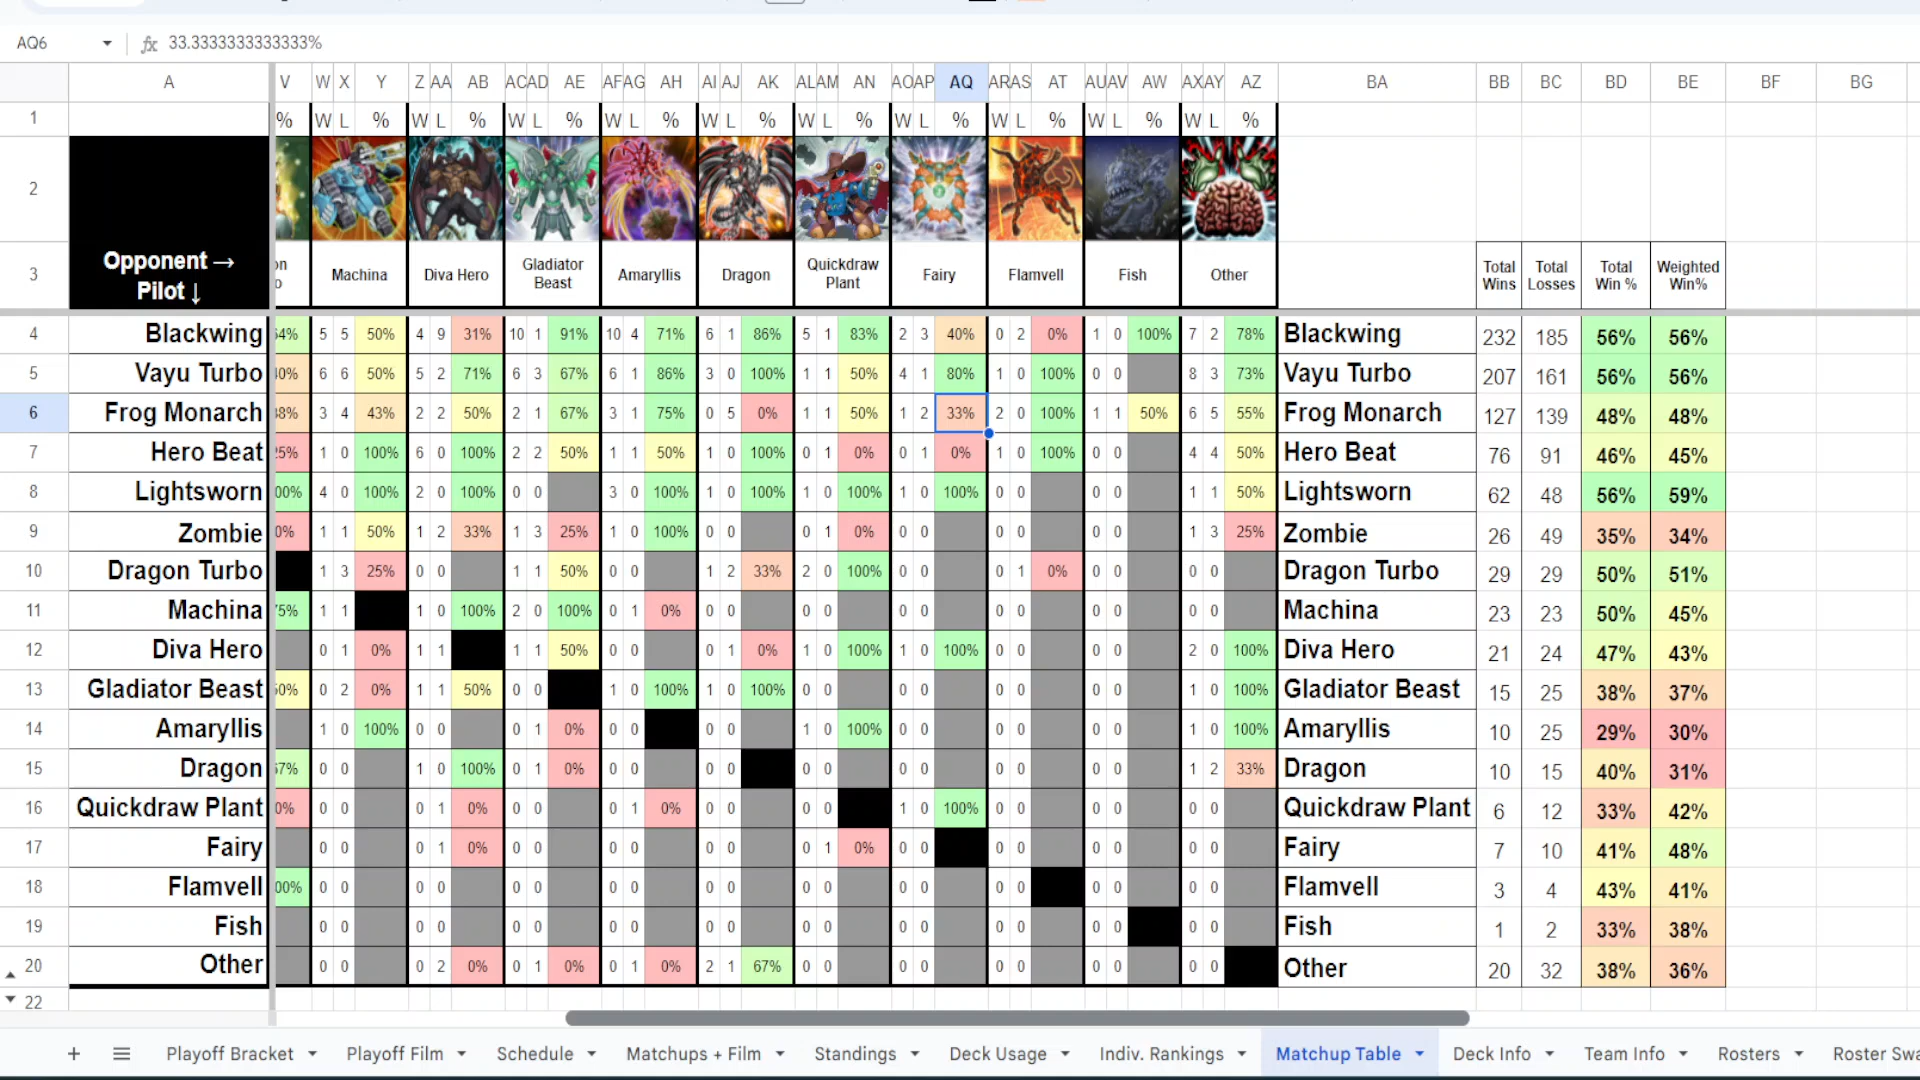 AQ6 fx 33.3333333333333%
A V W X Y Z AA AB AC AD AE AF AG AH AI AJ AK AL AM AN AO AP AQ AR AS AT AU AV AW AX AY AZ BA BB BC BD BE BF BG
1 % W L % W L % W L % W L % W L % W L % W L % W L % W L % W L %
2
3 Opponent → Pilot ↓ Machina Diva Hero Gladiator Beast Amaryllis Dragon Quickdraw Plant Fairy Flamvell Fish Other Total Wins Total Losses Total Win % Weighted Win%
4 Blackwing 5 5 50% 4 9 31% 10 1 91% 10 4 71% 6 1 86% 5 1 83% 2 3 40% 0 2 0% 1 0 100% 7 2 78% Blackwing 232 185 56% 56%
5 Vayu Turbo 6 6 50% 5 2 71% 6 3 67% 6 1 86% 3 0 100% 1 1 50% 4 1 80% 1 0 100% 0 0 8 3 73% Vayu Turbo 207 161 56% 56%
6 Frog Monarch 3 4 43% 2 2 50% 2 1 67% 3 1 75% 0 5 0% 1 1 50% 1 2 33% 2 0 100% 1 1 50% 6 5 55% Frog Monarch 127 139 48% 48%
7 Hero Beat 1 0 100% 6 0 100% 2 2 50% 1 1 50% 1 0 100% 0 1 0% 0 1 0% 1 0 100% 0 0 4 4 50% Hero Beat 76 91 46% 45%
8 Lightsworn 4 0 100% 2 0 100% 0 0 3 0 100% 1 0 100% 1 0 100% 1 0 100% 0 0 0 0 1 1 50% Lightsworn 62 48 56% 59%
9 Zombie 1 1 50% 1 2 33% 1 3 25% 1 0 100% 0 0 0 1 0% 0 0 0 0 0 0 1 3 25% Zombie 26 49 35% 34%
10 Dragon Turbo 1 3 25% 0 0 1 1 50% 0 0 1 2 33% 2 0 100% 0 0 0 1 0% 0 0 0 0 Dragon Turbo 29 29 50% 51%
11 Machina 1 1 1 0 100% 2 0 100% 0 1 0% 0 0 0 0 0 0 0 0 0 0 0 0 Machina 23 23 50% 45%
12 Diva Hero 0 1 0% 1 1 1 1 50% 0 0 0 1 0% 1 0 100% 1 0 100% 0 0 0 0 2 0 100% Diva Hero 21 24 47% 43%
13 Gladiator Beast 0 2 0% 1 1 50% 0 0 1 0 100% 1 0 100% 0 0 0 0 0 0 0 0 1 0 100% Gladiator Beast 15 25 38% 37%
14 Amaryllis 1 0 100% 0 0 0 1 0% 0 0 0 0 1 0 100% 0 0 0 0 0 0 1 0 100% Amaryllis 10 25 29% 30%
15 Dragon 0 0 1 0 100% 0 1 0% 0 0 0 0 0 0 0 0 0 0 0 0 1 2 33% Dragon 10 15 40% 31%
16 Quickdraw Plant 0% 0 0 0 1 0% 0 0 0 1 0% 0 0 0 0 1 0 100% 0 0 0 0 0 0 Quickdraw Plant 6 12 33% 42%
17 Fairy 0 0 0 1 0% 0 0 0 0 0 0 0 1 0% 0 0 0 0 0 0 0 0 Fairy 7 10 41% 48%
18 Flamvell 0 0 0 0 0 0 0 0 0 0 0 0 0 0 0 0 0 0 0 0 Flamvell 3 4 43% 41%
19 Fish 0 0 0 0 0 0 0 0 0 0 0 0 0 0 0 0 0 0 0 0 Fish 1 2 33% 38%
20 Other 0 0 0 2 0% 0 1 0% 0 1 0% 2 1 67% 0 0 0 0 0 0 0 0 0 0 Other 20 32 38% 36%
22
+ Playoff Bracket Playoff Film Schedule Matchups + Film Standings Deck Usage Indiv. Rankings Matchup Table Deck Info Team Info Rosters Roster Swa